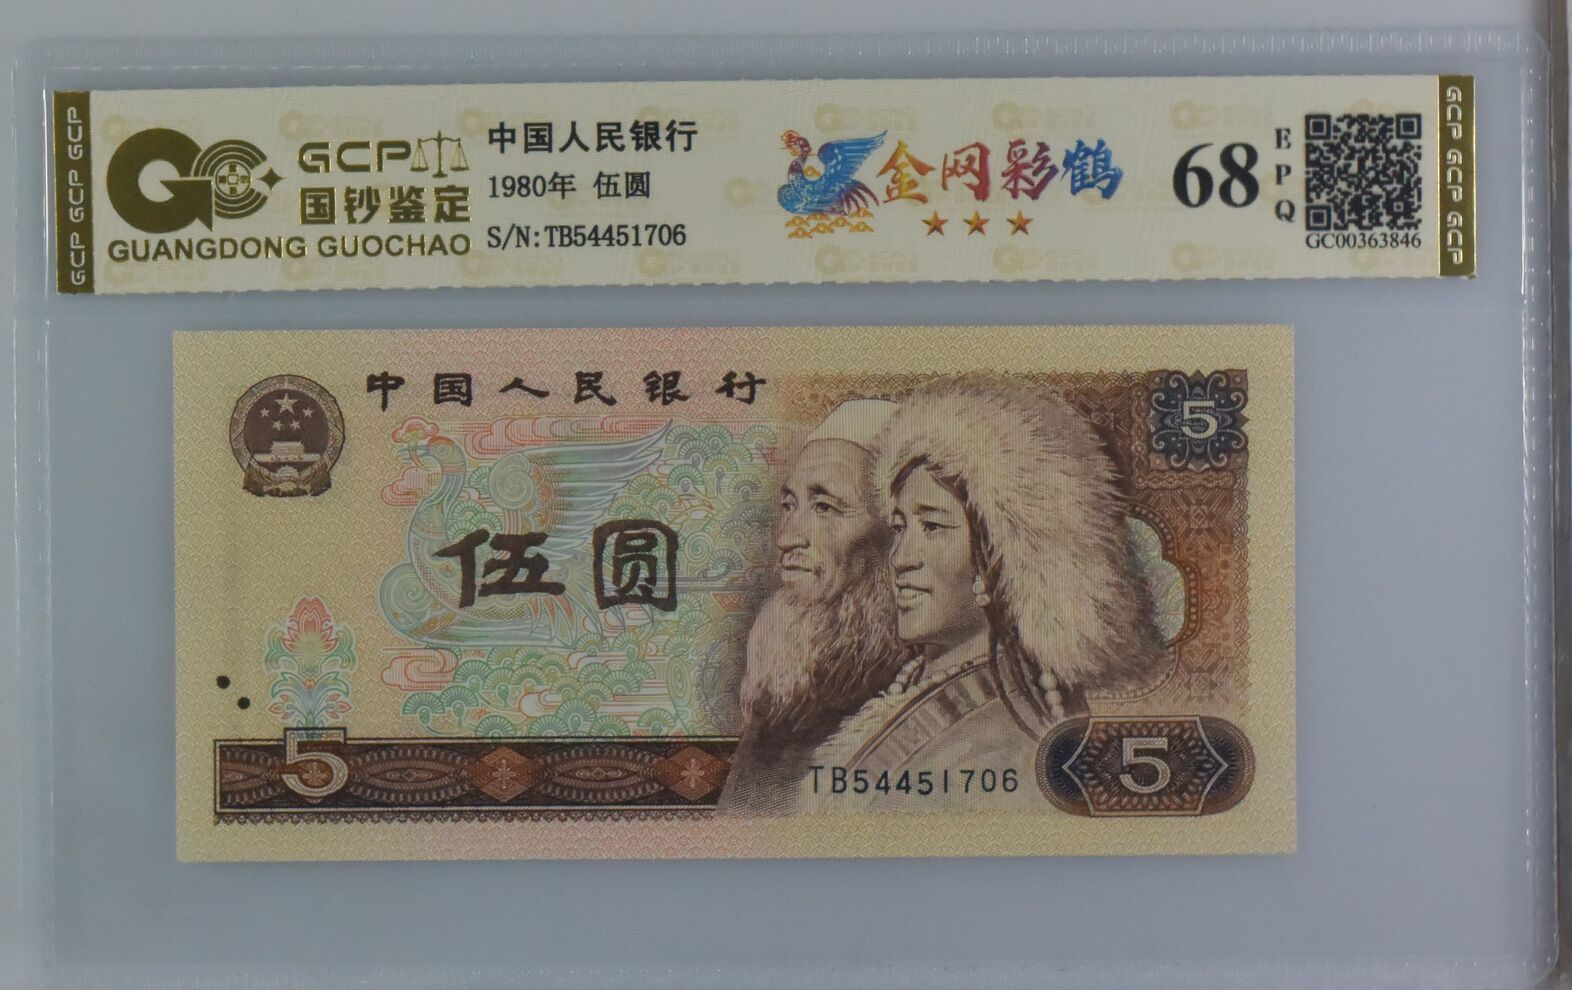 GCP GCP GCP
GCP
国钞鉴定
GUANGDONG GUOCHAO
中国人民银行
1980年 伍圆
S/N:TB54451706
金网彩鹤
68
EPQ
GC00363846
GCP GCP GCP
中国人民银行
5
伍圆
5
TB54451706
5